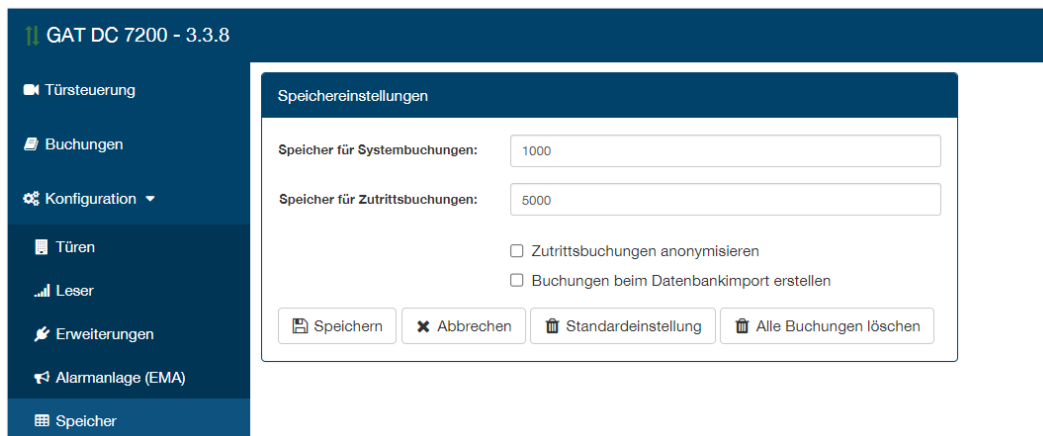 GAT DC 7200 - 3.3.8
Türsteuerung
Buchungen
Konfiguration
Türen
Leser
Erweiterungen
Alarmanlage (EMA)
Speicher
Speichereinstellungen
Speicher für Systembuchungen: 1000
Speicher für Zutrittsbuchungen: 5000
Zutrittsbuchungen anonymisieren
Buchungen beim Datenbankimport erstellen
Speichern Abbrechen Standardeinstellung Alle Buchungen löschen